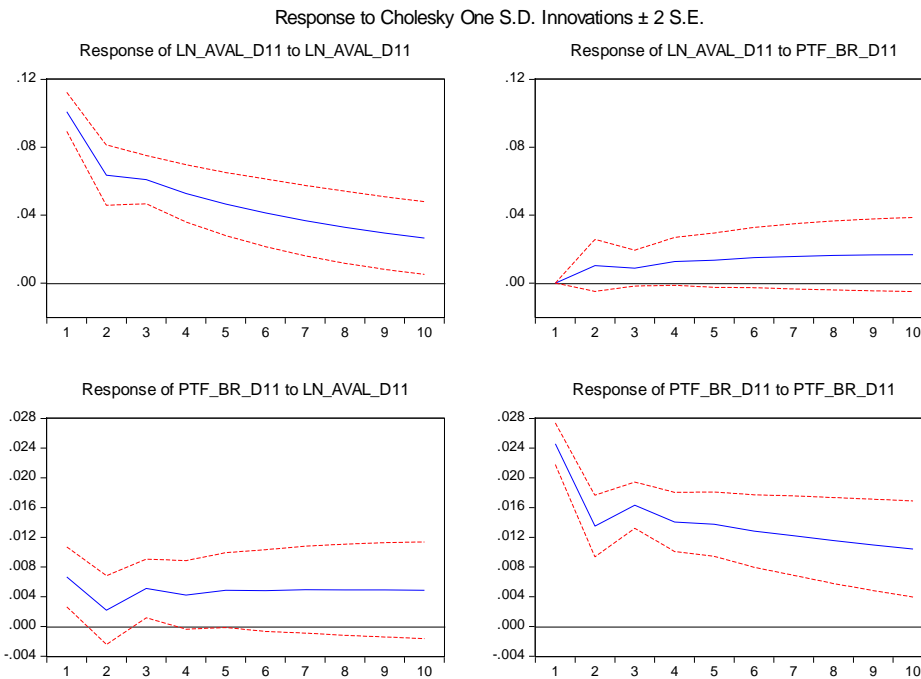 Response to Cholesky One S.D. Innovations ± 2 S.E.
Response of LN_AVAL_D11 to LN_AVAL_D11
.12
.08
.04
.00
1 2 3 4 5 6 7 8 9 10
Response of LN_AVAL_D11 to PTF_BR_D11
.12
.08
.04
.00
1 2 3 4 5 6 7 8 9 10
Response of PTF_BR_D11 to LN_AVAL_D11
.028
.024
.020
.016
.012
.008
.004
.000
-.004
1 2 3 4 5 6 7 8 9 10
Response of PTF_BR_D11 to PTF_BR_D11
.028
.024
.020
.016
.012
.008
.004
.000
-.004
1 2 3 4 5 6 7 8 9 10